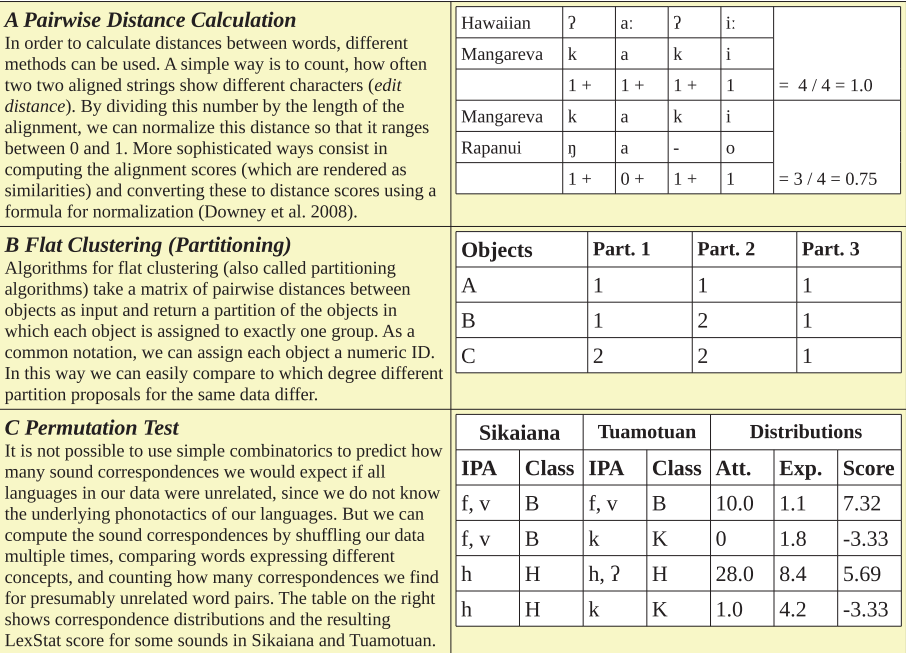 A Pairwise Distance Calculation
In order to calculate distances between words, different
methods can be used. A simple way is to count, how often
two two aligned strings show different characters (edit
distance). By dividing this number by the length of the
alignment, we can normalize this distance so that it ranges
between 0 and 1. More sophisticated ways consist in
computing the alignment scores (which are rendered as
similarities) and converting these to distance scores using a
formula for normalization (Downey et al. 2008).
Hawaiian ʔ aː ʔ iː
Mangareva k a k i
1 + 1 + 1 + 1 = 4 / 4 = 1.0
Mangareva k a k i
Rapanui ŋ a - o
1 + 0 + 1 + 1 = 3 / 4 = 0.75
B Flat Clustering (Partitioning)
Algorithms for flat clustering (also called partitioning
algorithms) take a matrix of pairwise distances between
objects as input and return a partition of the objects in
which each object is assigned to exactly one group. As a
common notation, we can assign each object a numeric ID.
In this way we can easily compare to which degree different
partition proposals for the same data differ.
Objects Part. 1 Part. 2 Part. 3
A 1 1 1
B 1 2 1
C 2 2 1
C Permutation Test
It is not possible to use simple combinatorics to predict how
many sound correspondences we would expect if all
languages in our data were unrelated, since we do not know
the underlying phonotactics of our languages. But we can
compute the sound correspondences by shuffling our data
multiple times, comparing words expressing different
concepts, and counting how many correspondences we find
for presumably unrelated word pairs. The table on the right
shows correspondence distributions and the resulting
LexStat score for some sounds in Sikaiana and Tuamotuan.
Sikaiana Tuamotuan Distributions
IPA Class IPA Class Att. Exp. Score
f, v B f, v B 10.0 1.1 7.32
f, v B k K 0 1.8 -3.33
h H h, ʔ H 28.0 8.4 5.69
h H k K 1.0 4.2 -3.33